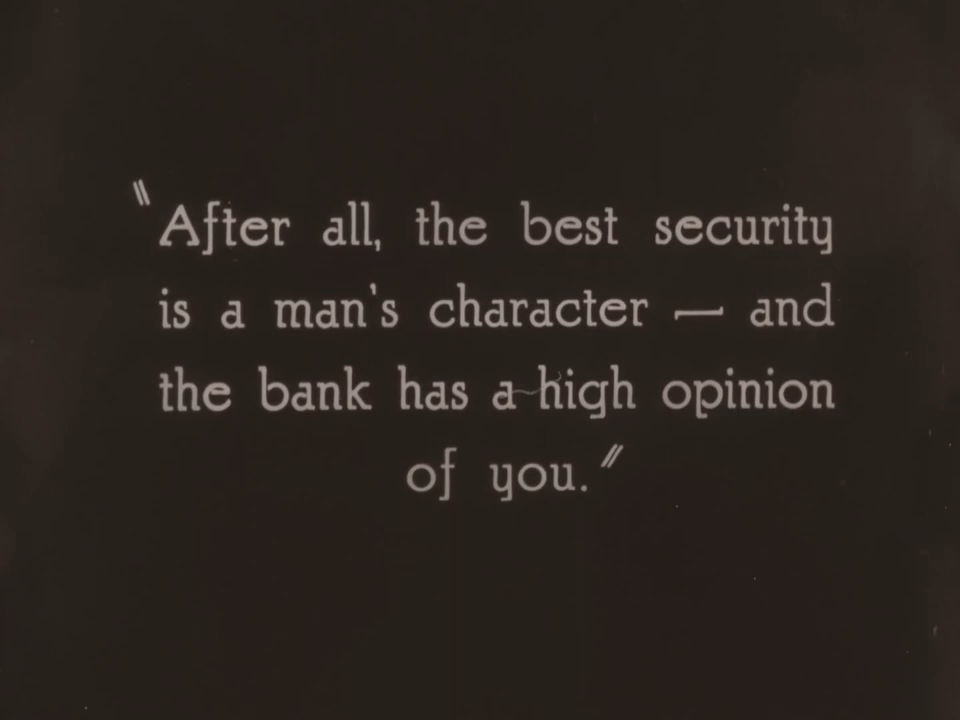 "After all, the best security
is a man's character — and
the bank has a high opinion
of you."